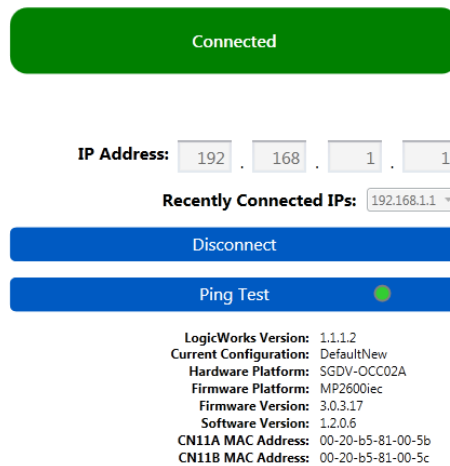 Connected
IP Address: 192 . 168 . 1 . 1
Recently Connected IPs: 192.168.1.1
Disconnect
Ping Test
LogicWorks Version: 1.1.1.2
Current Configuration: DefaultNew
Hardware Platform: SGDV-OCC02A
Firmware Platform: MP2600iec
Firmware Version: 3.0.3.17
Software Version: 1.2.0.6
CN11A MAC Address: 00-20-b5-81-00-5b
CN11B MAC Address: 00-20-b5-81-00-5c